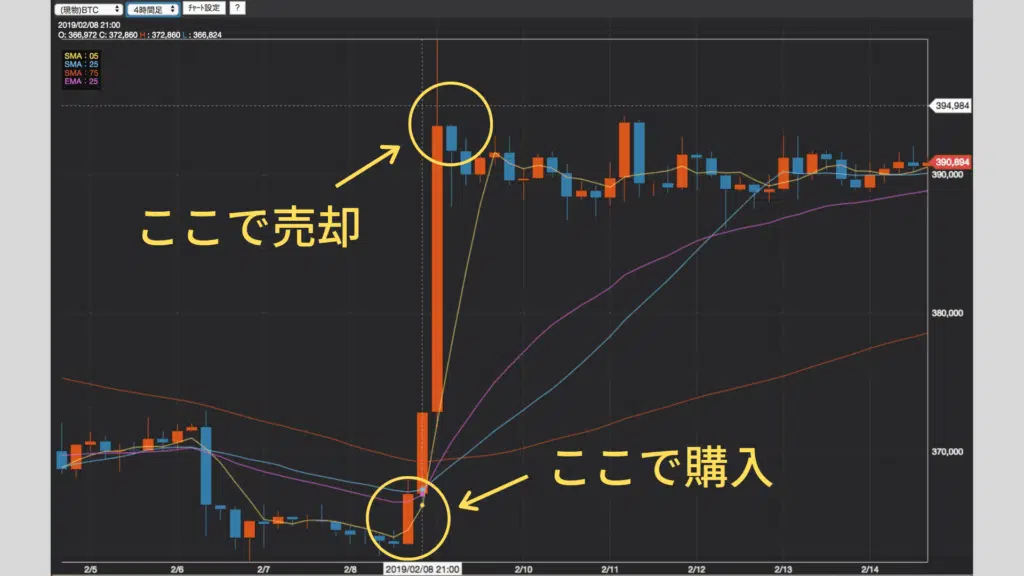 (現物)BTC 4時間足 チャート設定 ?
2019/02/08 21:00
O: 366,972 C: 372,860 H : 372,860 L : 366,824
SMA : 05
SMA : 25
SMA : 75
EMA : 25
394,984
390,894
390,000
ここで売却
380,000
370,000
ここで購入
2/5 2/6 2/7 2/8 2019/02/08 21:00 2/10 2/11 2/12 2/13 2/14